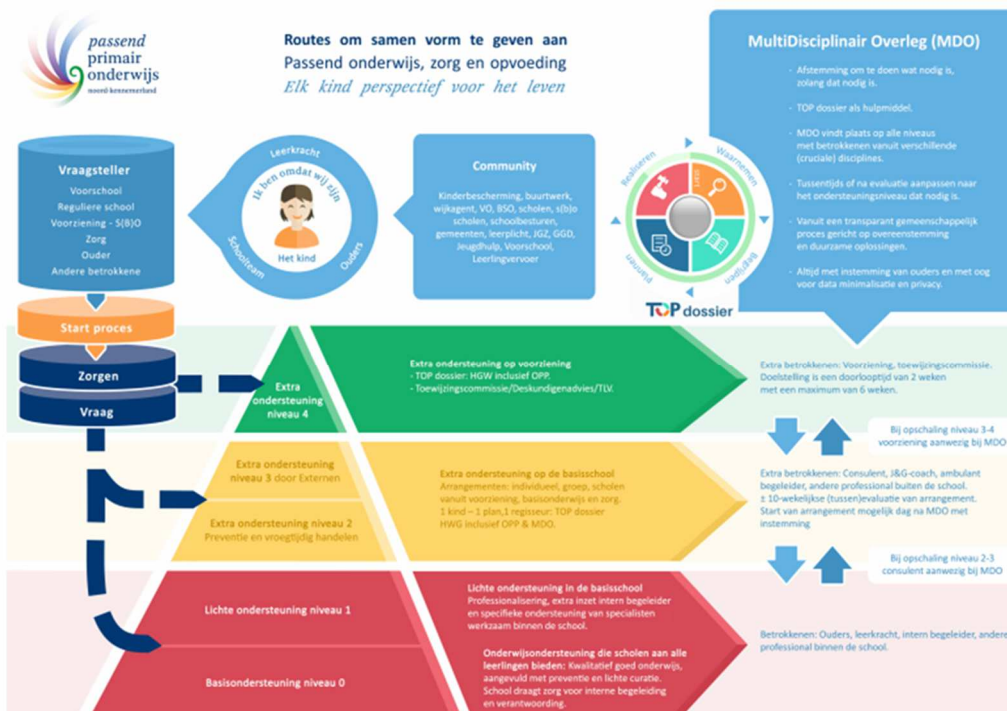 passend
primair
onderwijs
noord-kennemerland
Routes om samen vorm te geven aan
Passend onderwijs, zorg en opvoeding
Elk kind perspectief voor het leven
MultiDisciplinair Overleg (MDO)
- Afstemming om te doen wat nodig is,
zolang dat nodig is.
- TOP dossier als hulpmiddel.
- MDO vindt plaats op alle niveaus
met betrokkenen vanuit verschillende
(cruciale) disciplines.
- Tussentijds of na evaluatie aanpassen naar
het ondersteuningsniveau dat nodig is.
- Vanuit een transparant gemeenschappelijk
proces gericht op overeenstemming
en duurzame oplossingen.
- Altijd met instemming van ouders en met oog
voor data minimalisatie en privacy.
Vraagsteller
Voorschool
Reguliere school
Voorziening - S(B)O
Zorg
Ouder
Andere betrokkene
Start proces
Zorgen
Vraag
Leerkracht
Ik ben omdat wij zijn
Het kind
Schoolteam
Ouders
Community
Kinderbescherming, buurtwerk,
wijkagent, VO, BSO, scholen, s(b)o
scholen, schoolbesturen,
gemeenten, leerplicht, JGZ, GGD,
Jeugdhulp, Voorschool,
Leerlingvervoer
Realiseren
Waarnemen
Plannen
Begrijpen
TOP dossier
Extra
ondersteuning
niveau 4
Extra ondersteuning op voorziening
- TOP dossier: HGW inclusief OPP.
- Toewijzingscommissie/Deskundigenadvies/TLV.
Extra betrokkenen: Voorziening, toewijzingscommissie.
Doelstelling is een doorlooptijd van 2 weken
met een maximum van 6 weken.
Bij opschaling niveau 3-4
voorziening aanwezig bij MDO
Extra ondersteuning
niveau 3 door Externen
Extra ondersteuning niveau 2
Preventie en vroegtijdig handelen
Extra ondersteuning op de basisschool
Arrangementen: individueel, groep, scholen
vanuit voorziening, basisonderwijs en zorg.
1 kind – 1 plan,1 regisseur: TOP dossier
HWG inclusief OPP & MDO.
Extra betrokkenen: Consulent, J&G-coach, ambulant
begeleider, andere professional buiten de school.
± 10-wekelijkse (tussen)evaluatie van arrangement.
Start van arrangement mogelijk dag na MDO met
instemming
Bij opschaling niveau 2-3
consulent aanwezig bij MDO
Lichte ondersteuning niveau 1
Basisondersteuning niveau 0
Lichte ondersteuning in de basisschool
Professionalisering, extra inzet intern begeleider
en specifieke ondersteuning van specialisten
werkzaam binnen de school.
Onderwijsondersteuning die scholen aan alle
leerlingen bieden: Kwalitatief goed onderwijs,
aangevuld met preventie en lichte curatie.
School draagt zorg voor interne begeleiding
en verantwoording.
Betrokkenen: Ouders, leerkracht, intern begeleider, andere
professional binnen de school.